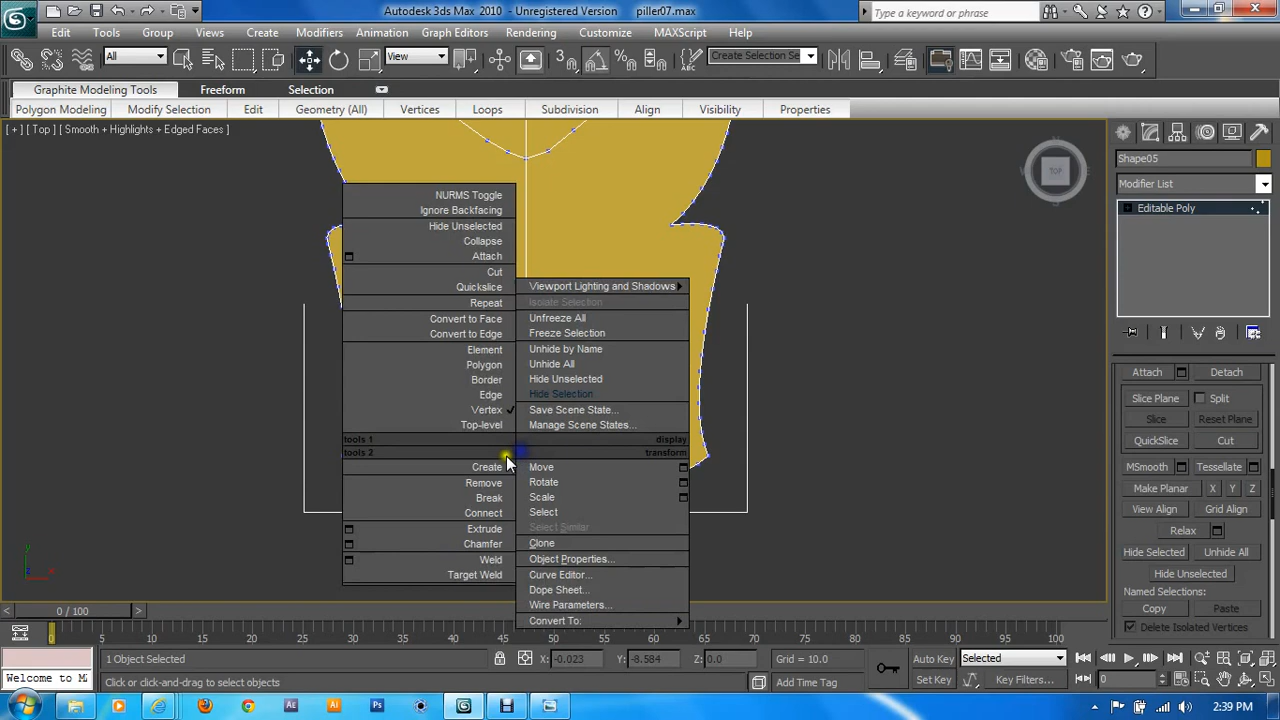 Autodesk 3ds Max 2010 - Unregistered Version piller07.max
Type a keyword or phrase
Edit Tools Group Views Create Modifiers Animation Graph Editors Rendering Customize MAXScript Help
All View 3 Create Selection Se
Graphite Modeling Tools Freeform Selection
Polygon Modeling Modify Selection Edit Geometry (All) Vertices Loops Subdivision Align Visibility Properties
[ + ] [ Top ] [ Smooth + Highlights + Edged Faces ]
TOP
Shape05
Modifier List
Editable Poly
NURMS Toggle
Ignore Backfacing
Hide Unselected
Collapse
Attach
Cut
Quickslice
Repeat
Convert to Face
Convert to Edge
Element
Polygon
Border
Edge
Vertex
Top-level
tools 1
tools 2
Create
Remove
Break
Connect
Extrude
Chamfer
Weld
Target Weld
Viewport Lighting and Shadows
Isolate Selection
Unfreeze All
Freeze Selection
Unhide by Name
Unhide All
Hide Unselected
Hide Selection
Save Scene State...
Manage Scene States...
display
transform
Move
Rotate
Scale
Select
Select Similar
Clone
Object Properties...
Curve Editor...
Dope Sheet...
Wire Parameters...
Convert To:
Attach Detach
Slice Plane Split
Slice Reset Plane
QuickSlice Cut
MSmooth Tessellate
Make Planar X Y Z
View Align Grid Align
Relax
Hide Selected Unhide All
Hide Unselected
Named Selections:
Copy Paste
Delete Isolated Vertices
y
x
0 / 100
0 5 10 15 20 25 30 35 40 45 50 55 60 65 70 75 80 85 90 95 100
1 Object Selected X: -0.023 Y: -8.584 Z: 0.0 Grid = 10.0 Auto Key Selected
Welcome to M Click or click-and-drag to select objects Add Time Tag Set Key Key Filters... 0
Ae Ai Ps
2:39 PM